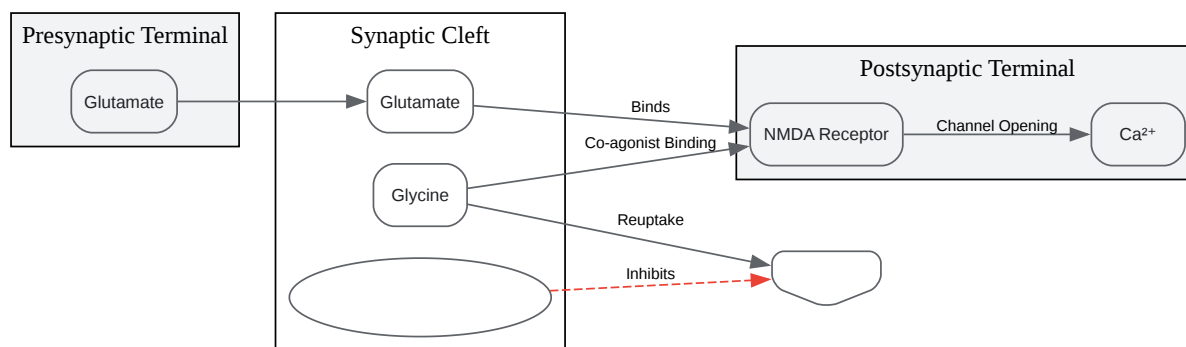 Presynaptic Terminal
Glutamate
Synaptic Cleft
Glutamate
Glycine
Binds
Co-agonist Binding
Reuptake
Inhibits
Postsynaptic Terminal
NMDA Receptor
Channel Opening
Ca²⁺